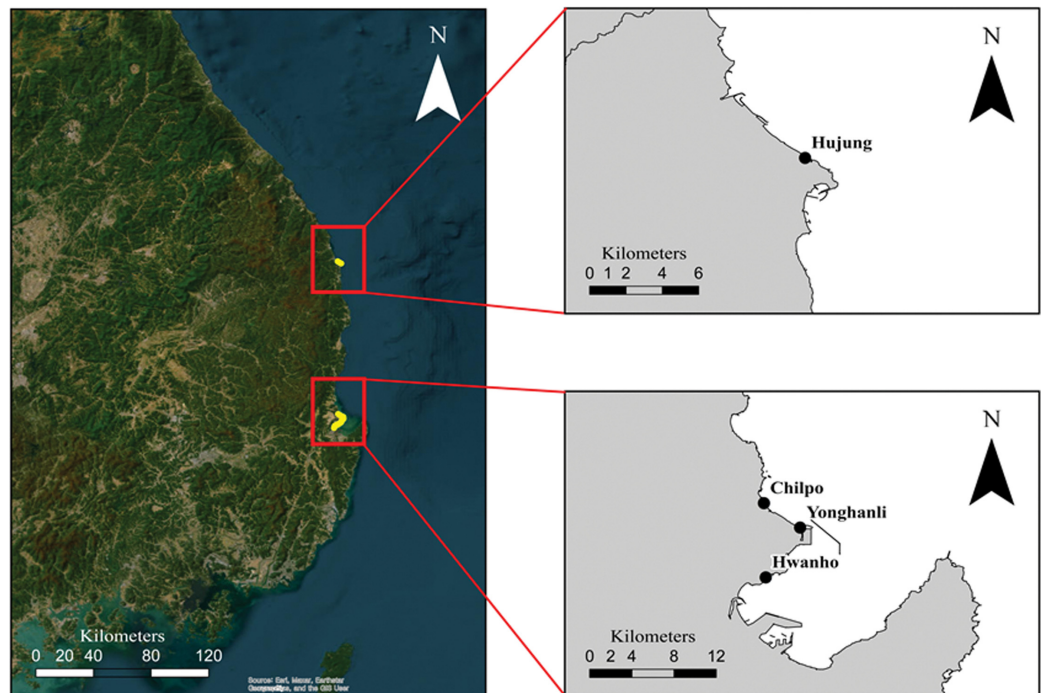 N
Kilometers
0 20 40 80 120
Source: Esri, Maxar, Earthstar
and the GIS User
N
Hujung
Kilometers
0 1 2 4 6
N
Chilpo
Yonghanli
Hwanho
Kilometers
0 2 4 8 12